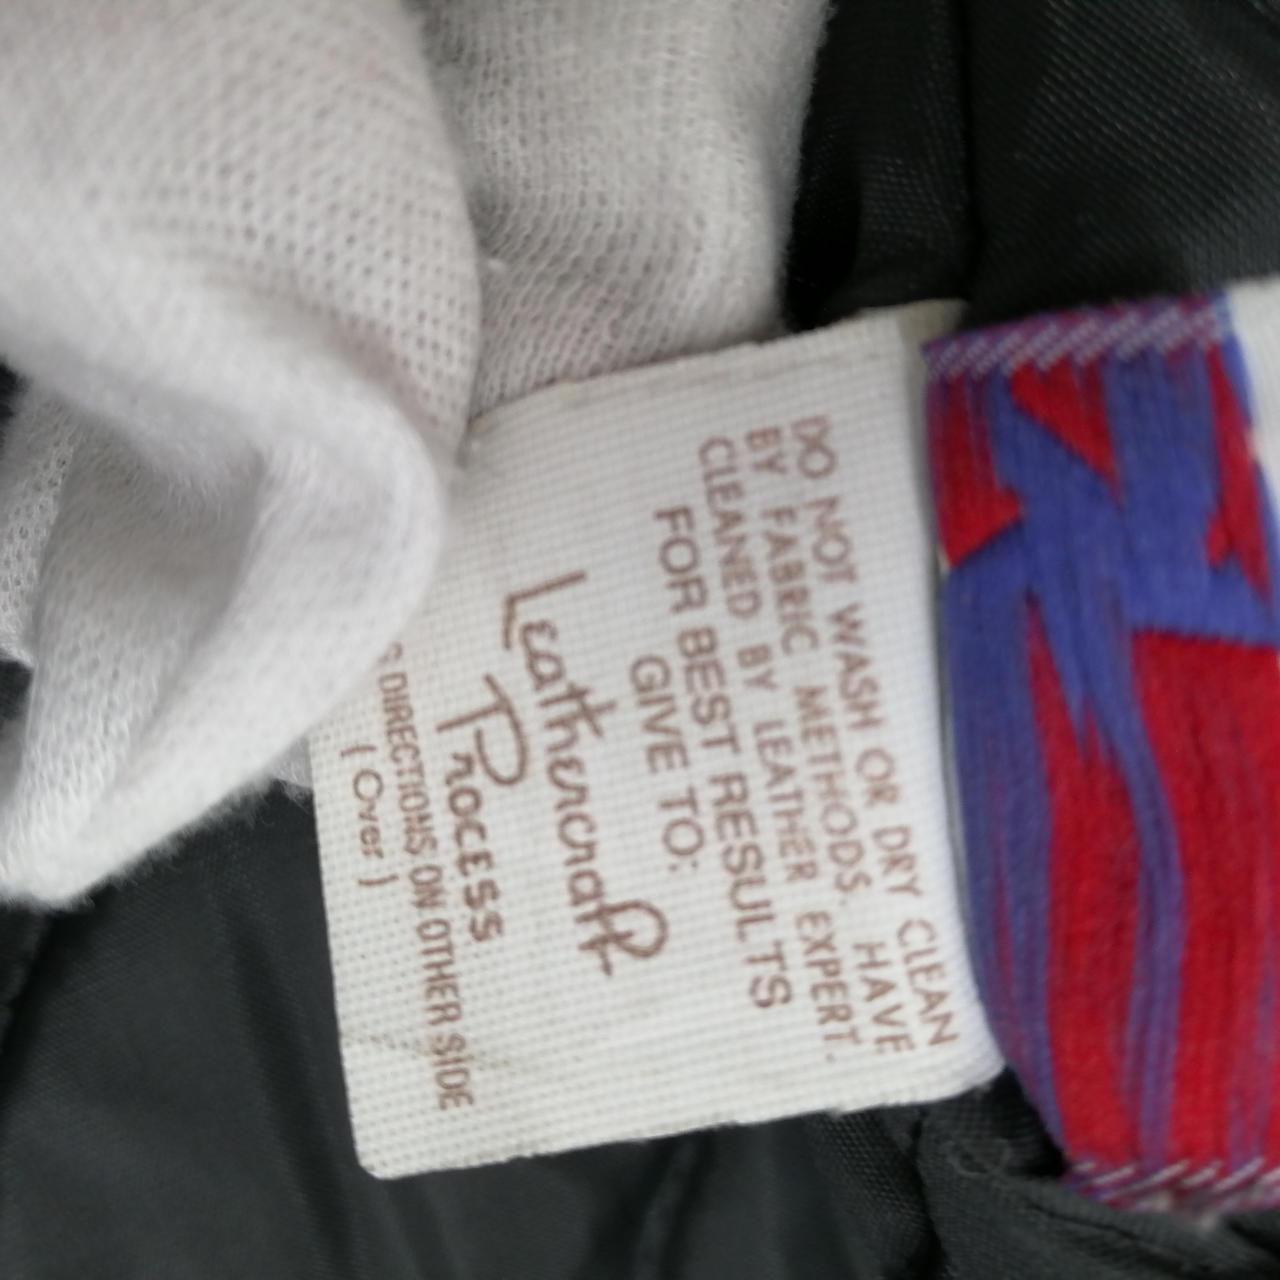 DO NOT WASH OR DRY CLEAN
BY FABRIC METHODS. HAVE
CLEANED BY LEATHER EXPERT.
FOR BEST RESULTS
GIVE TO:
Leathercraft
Process
DIRECTIONS ON OTHER SIDE
( Over )